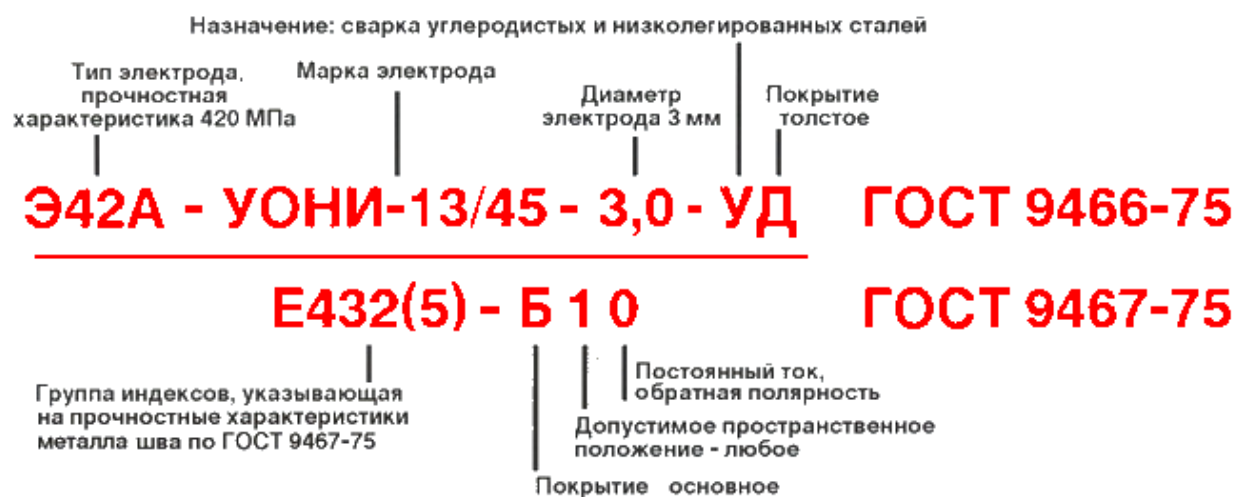 Назначение: сварка углеродистых и низколегированных сталей
Тип электрода,
прочностная
характеристика 420 МПа
Марка электрода
Диаметр
электрода 3 мм
Покрытие
толстое
Э42А - УОНИ-13/45 - 3,0 - УД ГОСТ 9466-75
Е432(5) - Б 1 0 ГОСТ 9467-75
Группа индексов, указывающая
на прочностные характеристики
металла шва по ГОСТ 9467-75
Постоянный ток,
обратная полярность
Допустимое пространственное
положение - любое
Покрытие основное